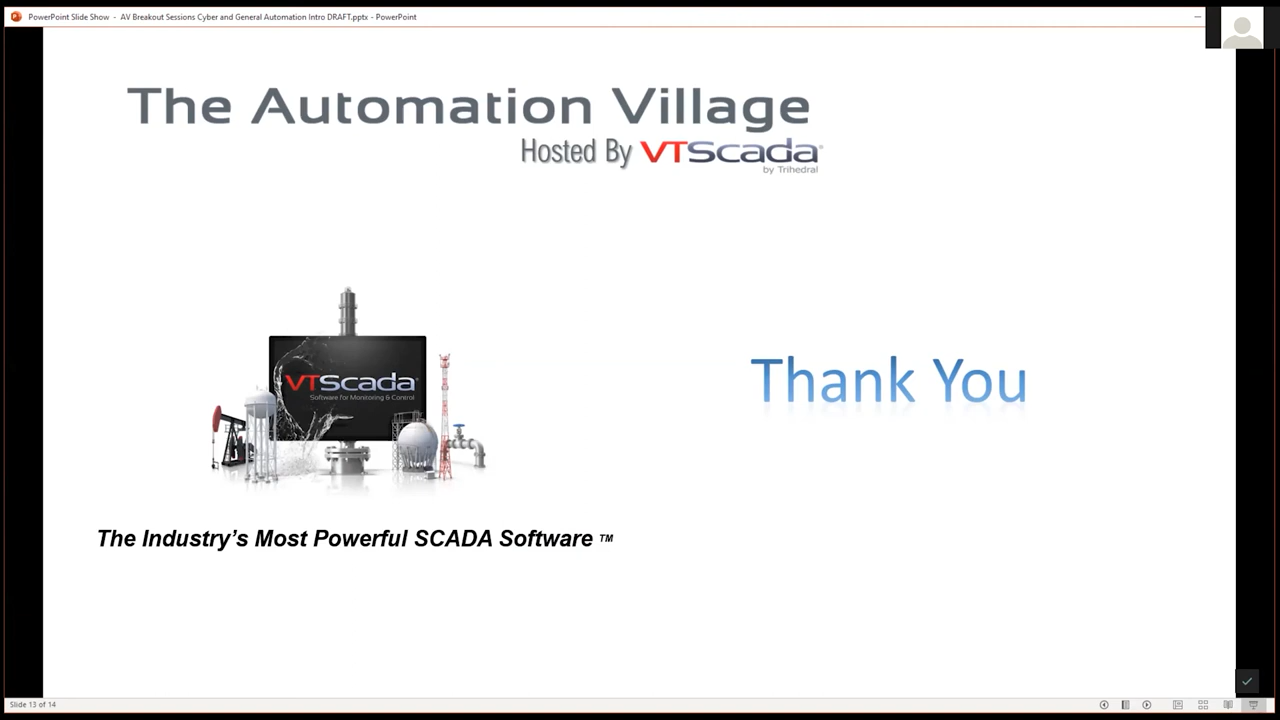 PowerPoint Slide Show - AV Breakout Sessions Cyber and General Automation Intro DRAFT.pptx - PowerPoint
The Automation Village
Hosted By VTScada®
by Trihedral
VTScada®
Software for Monitoring & Control
Thank You
The Industry’s Most Powerful SCADA Software ™
Slide 13 of 14